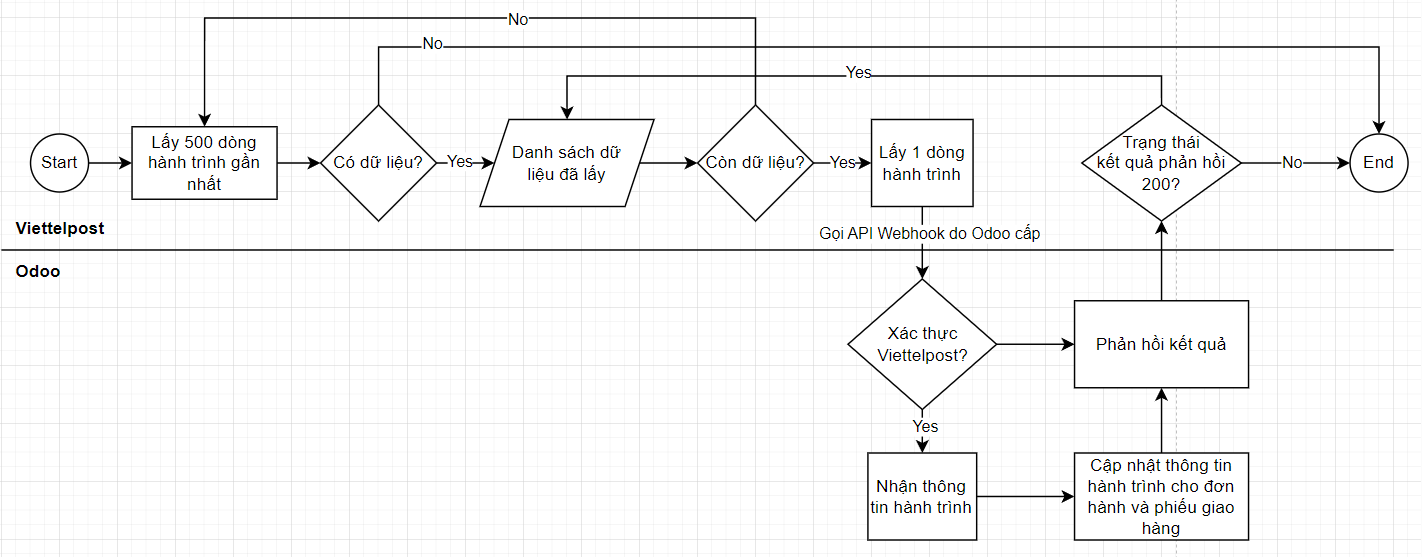 No
No
Yes
Start
Lấy 500 dòng
hành trình gần
nhất
Có dữ liệu?
Yes
Danh sách dữ
liệu đã lấy
Còn dữ liệu?
Yes
Lấy 1 dòng
hành trình
Trạng thái
kết quả phản hồi
200?
No
End
Viettelpost
Gọi API Webhook do Odoo cấp
Odoo
Xác thực
Viettelpost?
Phản hồi kết quả
Yes
Nhận thông
tin hành trình
Cập nhật thông tin
hành trình cho đơn
hành và phiếu giao
hàng